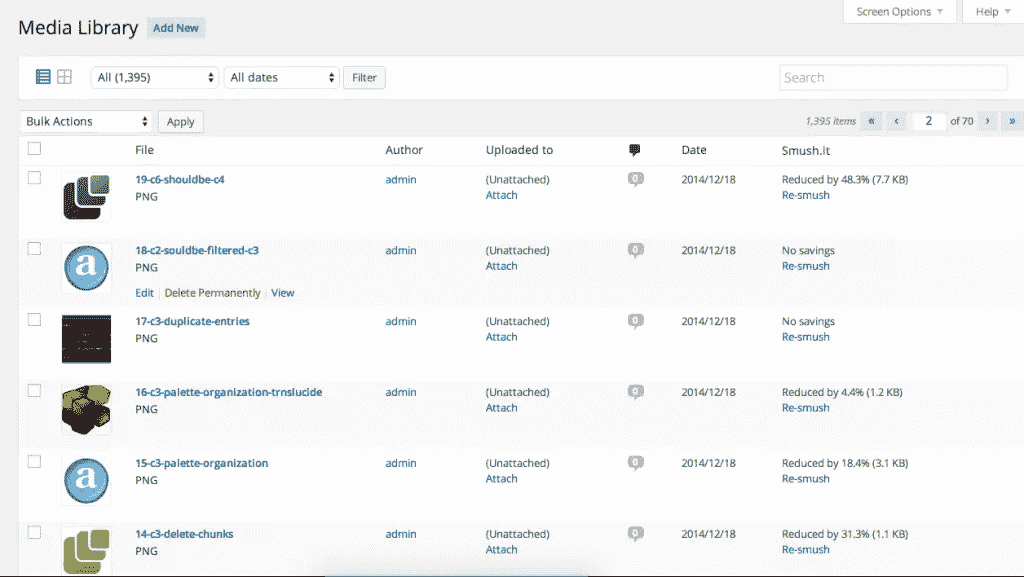 Screen Options Help
Media Library Add New
All (1,395) All dates Filter Search
Bulk Actions Apply 1,395 items « ‹ 2 of 70 › »
File Author Uploaded to Date Smush.it
19-c6-shouldbe-c4 admin (Unattached) 0 2014/12/18 Reduced by 48.3% (7.7 KB)
PNG Attach Re-smush
18-c2-souldbe-filtered-c3 admin (Unattached) 0 2014/12/18 No savings
PNG Attach Re-smush
Edit | Delete Permanently | View
17-c3-duplicate-entries admin (Unattached) 0 2014/12/18 No savings
PNG Attach Re-smush
16-c3-palette-organization-trnslucide admin (Unattached) 0 2014/12/18 Reduced by 4.4% (1.2 KB)
PNG Attach Re-smush
15-c3-palette-organization admin (Unattached) 0 2014/12/18 Reduced by 18.4% (3.1 KB)
PNG Attach Re-smush
14-c3-delete-chunks admin (Unattached) 0 2014/12/18 Reduced by 31.3% (1.1 KB)
PNG Attach Re-smush